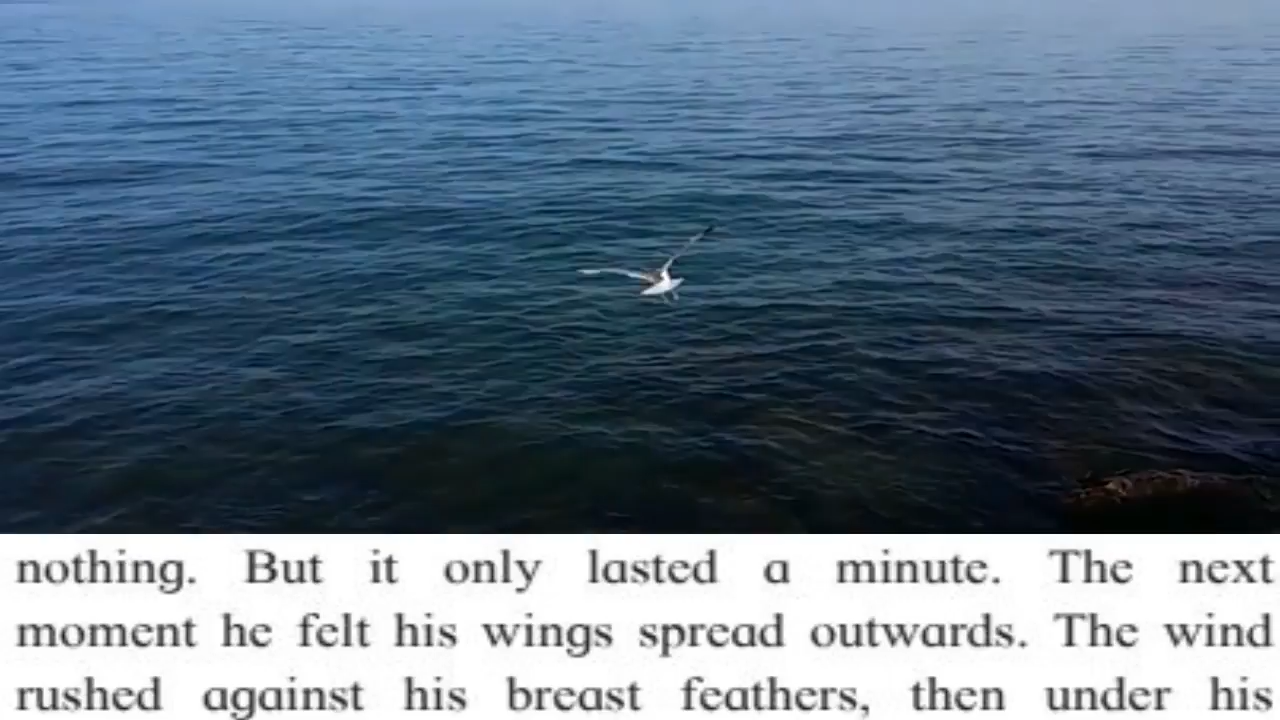 nothing. But it only lasted a minute. The next
moment he felt his wings spread outwards. The wind
rushed against his breast feathers, then under his